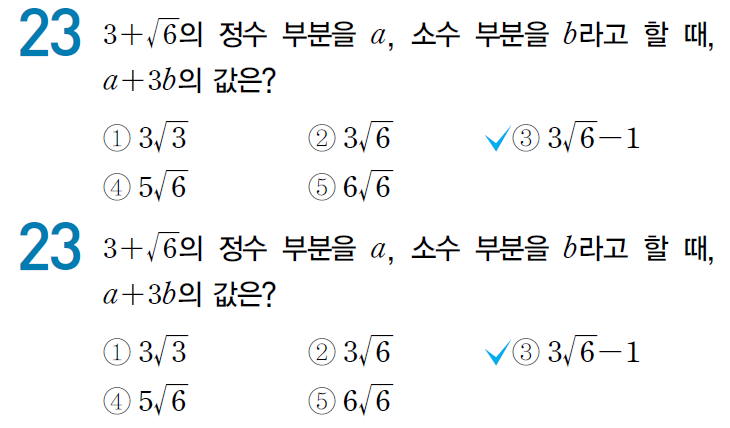 23 3+√6의 정수 부분을 a, 소수 부분을 b라고 할 때,
a+3b의 값은?
① 3√3 ② 3√6 ✓③ 3√6−1
④ 5√6 ⑤ 6√6
23 3+√6의 정수 부분을 a, 소수 부분을 b라고 할 때,
a+3b의 값은?
① 3√3 ② 3√6 ✓③ 3√6−1
④ 5√6 ⑤ 6√6